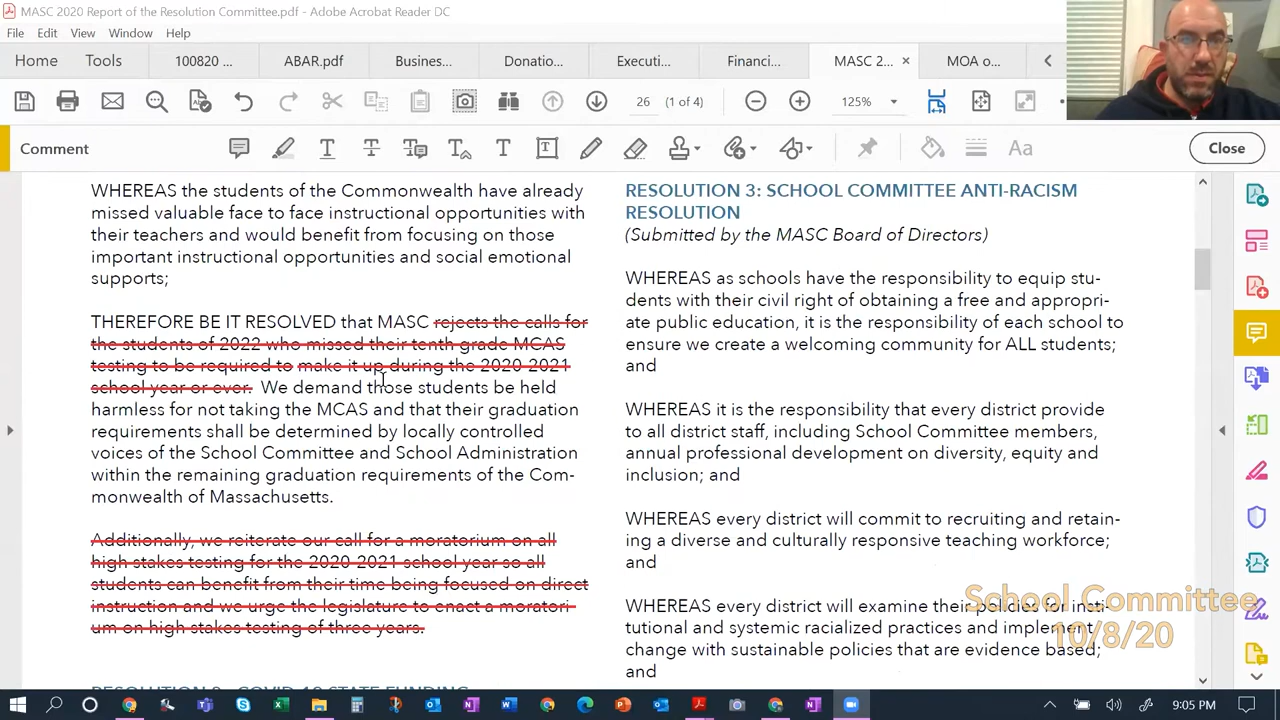 MASC 2020 Report of the Resolution Committee.pdf - Adobe Acrobat Reader DC
File Edit View Window Help
Home Tools 100820 ... ABAR.pdf Busines... Donatio... Executi... Financi... MASC 2... × MOA o...
26 (1 of 4) 125%
Comment Close
WHEREAS the students of the Commonwealth have already
missed valuable face to face instructional opportunities with
their teachers and would benefit from focusing on those
important instructional opportunities and social emotional
supports;
THEREFORE BE IT RESOLVED that MASC rejects the calls for
the students of 2022 who missed their tenth grade MCAS
testing to be required to make it up during the 2020-2021
school year or ever. We demand those students be held
harmless for not taking the MCAS and that their graduation
requirements shall be determined by locally controlled
voices of the School Committee and School Administration
within the remaining graduation requirements of the Com-
monwealth of Massachusetts.
Additionally, we reiterate our call for a moratorium on all
high stakes testing for the 2020-2021 school year so all
students can benefit from their time being focused on direct
instruction and we urge the legislature to enact a moratori-
um on high stakes testing of three years.
RESOLUTION 3: SCHOOL COMMITTEE ANTI-RACISM
RESOLUTION
(Submitted by the MASC Board of Directors)
WHEREAS as schools have the responsibility to equip stu-
dents with their civil right of obtaining a free and appropri-
ate public education, it is the responsibility of each school to
ensure we create a welcoming community for ALL students;
and
WHEREAS it is the responsibility that every district provide
to all district staff, including School Committee members,
annual professional development on diversity, equity and
inclusion; and
WHEREAS every district will commit to recruiting and retain-
ing a diverse and culturally responsive teaching workforce;
and
WHEREAS every district will examine their policies for insti-
tutional and systemic racialized practices and implement
change with sustainable policies that are evidence based;
and
School Committee
10/8/20
9:05 PM